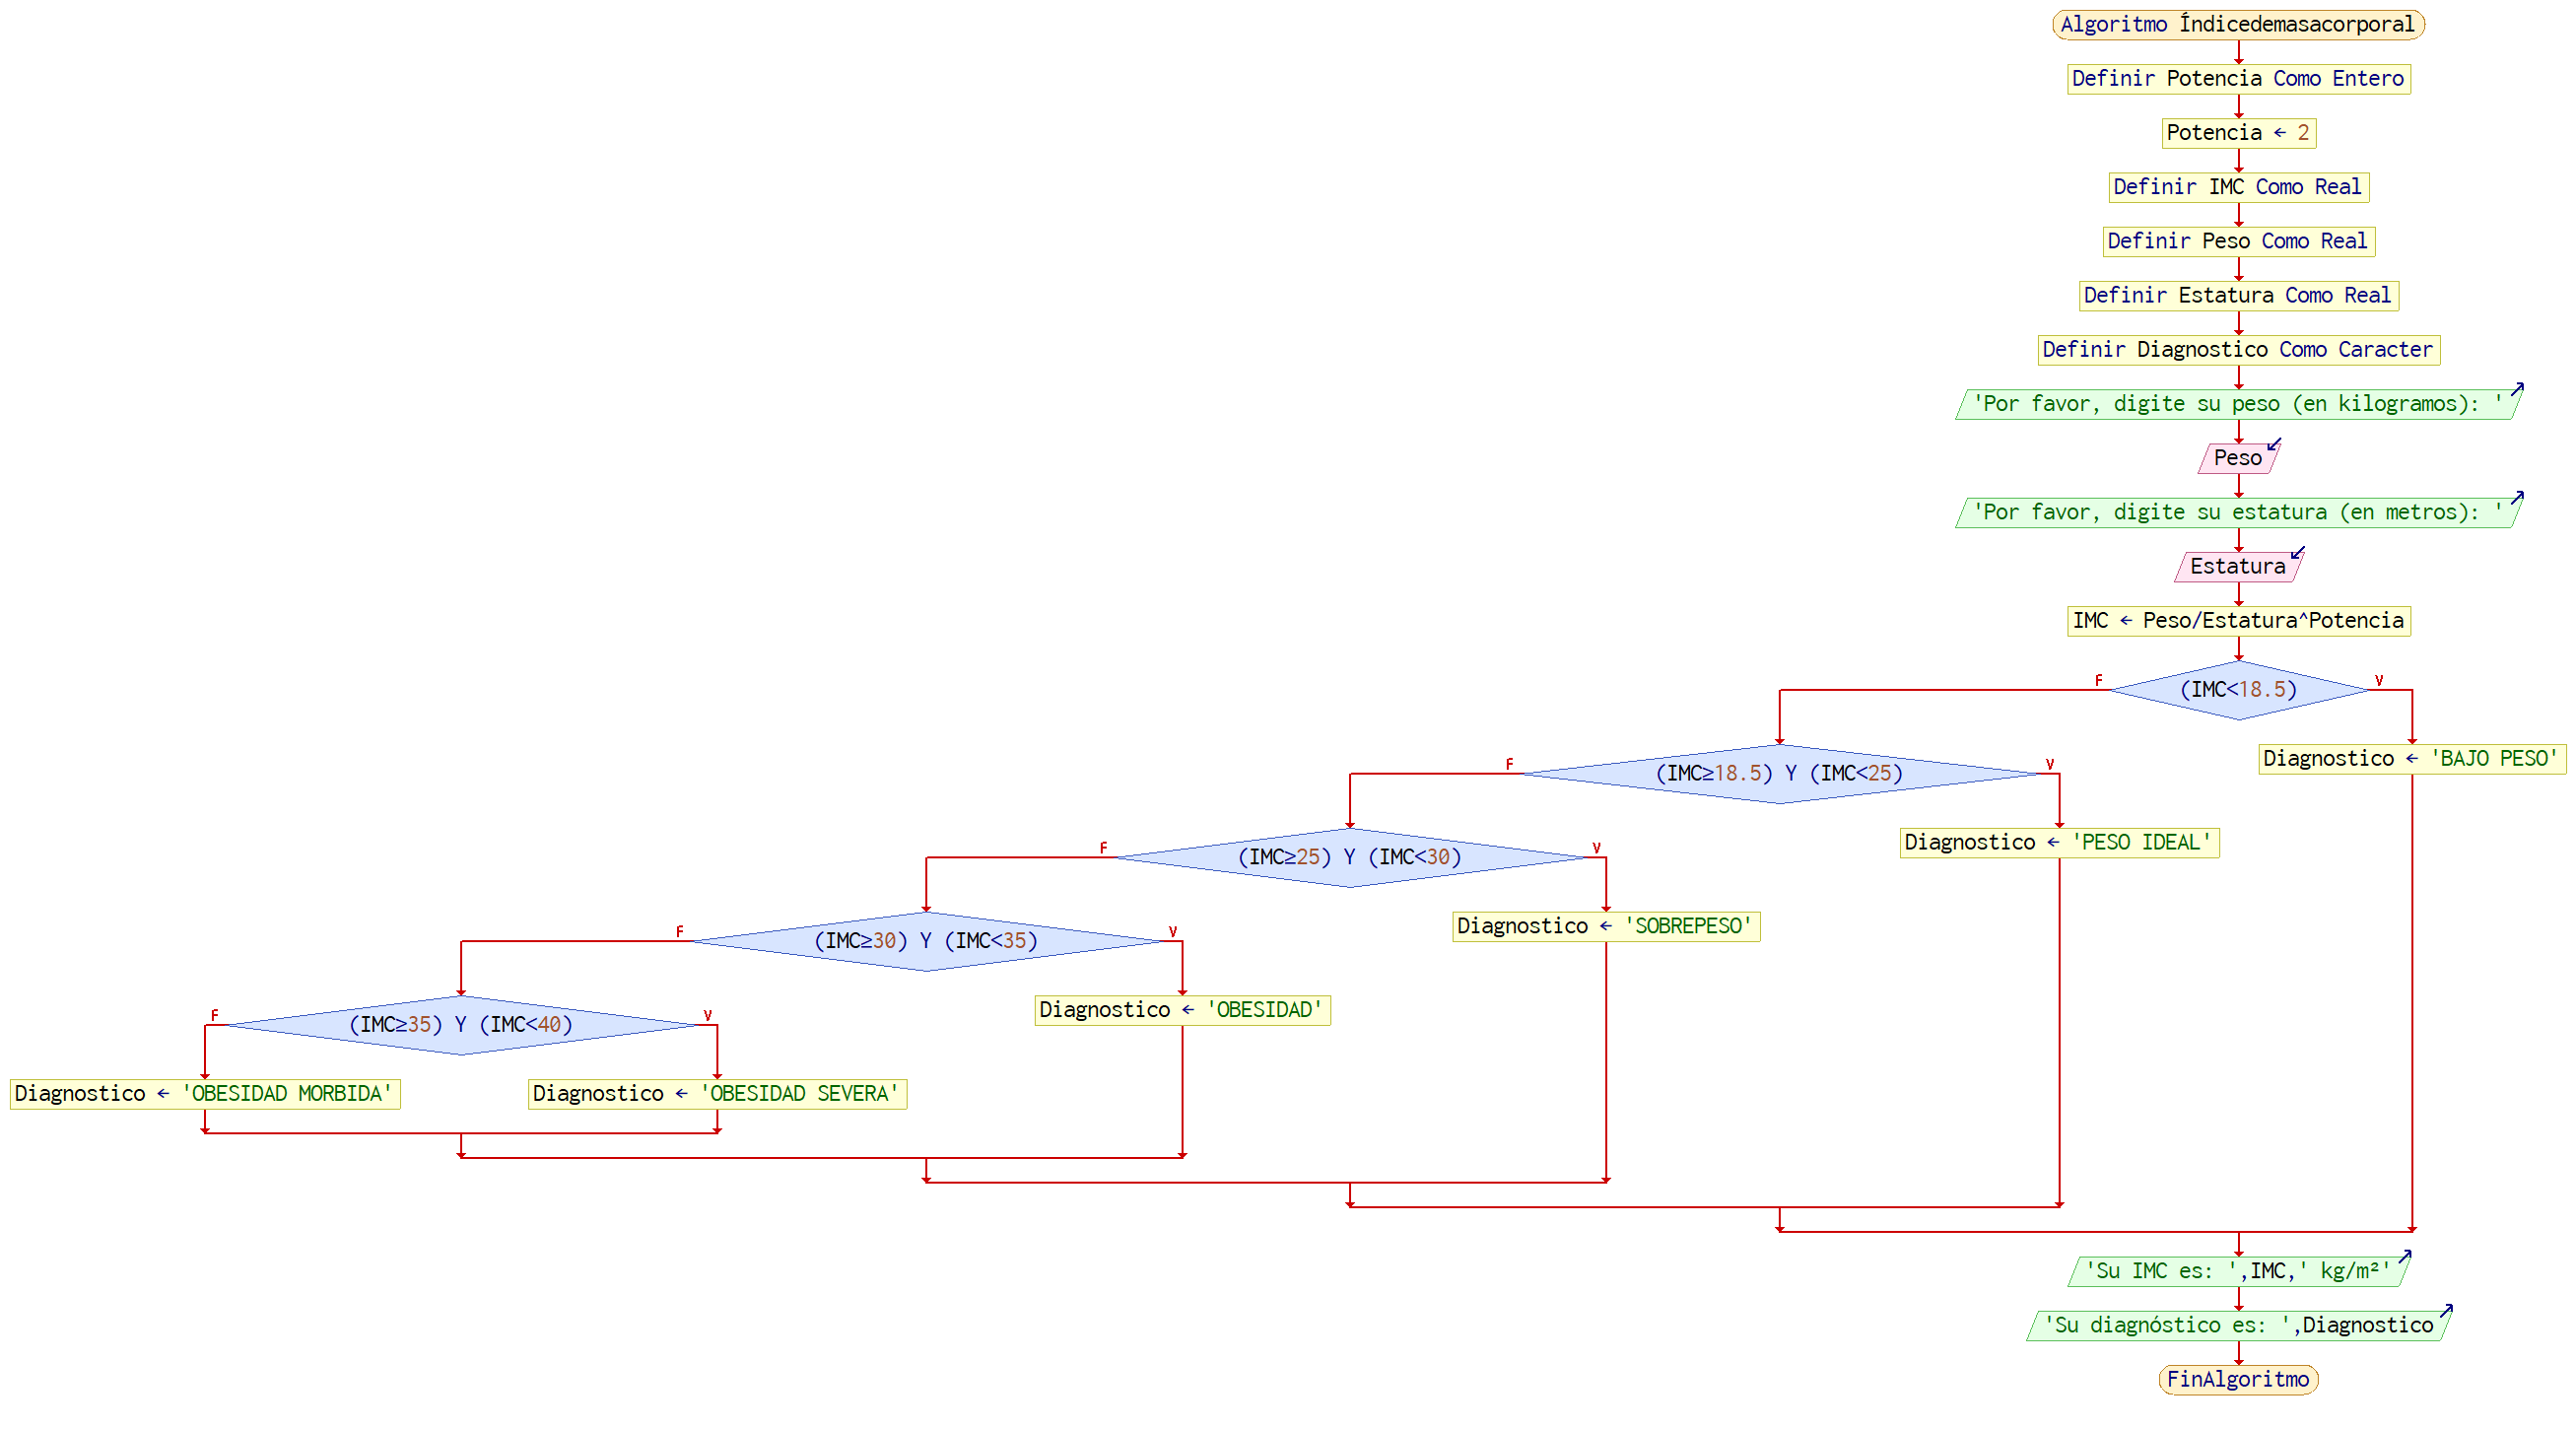 Algoritmo Índicedemasacorporal
Definir Potencia Como Entero
Potencia ← 2
Definir IMC Como Real
Definir Peso Como Real
Definir Estatura Como Real
Definir Diagnostico Como Caracter
'Por favor, digite su peso (en kilogramos): '
Peso
'Por favor, digite su estatura (en metros): '
Estatura
IMC ← Peso/Estatura^Potencia
F
(IMC<18.5)
V
Diagnostico ← 'BAJO PESO'
F
(IMC≥18.5) Y (IMC<25)
V
Diagnostico ← 'PESO IDEAL'
F
(IMC≥25) Y (IMC<30)
V
Diagnostico ← 'SOBREPESO'
F
(IMC≥30) Y (IMC<35)
V
Diagnostico ← 'OBESIDAD'
F
(IMC≥35) Y (IMC<40)
V
Diagnostico ← 'OBESIDAD MORBIDA'
Diagnostico ← 'OBESIDAD SEVERA'
'Su IMC es: ',IMC,' kg/m²'
'Su diagnóstico es: ',Diagnostico
FinAlgoritmo